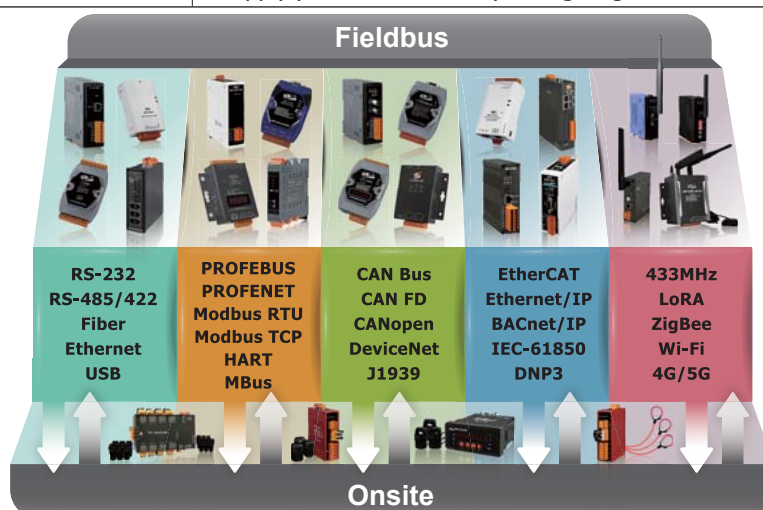 Fieldbus
RS-232
RS-485/422
Fiber
Ethernet
USB
PROFEBUS
PROFENET
Modbus RTU
Modbus TCP
HART
MBus
CAN Bus
CAN FD
CANopen
DeviceNet
J1939
EtherCAT
Ethernet/IP
BACnet/IP
IEC-61850
DNP3
433MHz
LoRA
ZigBee
Wi-Fi
4G/5G
Onsite